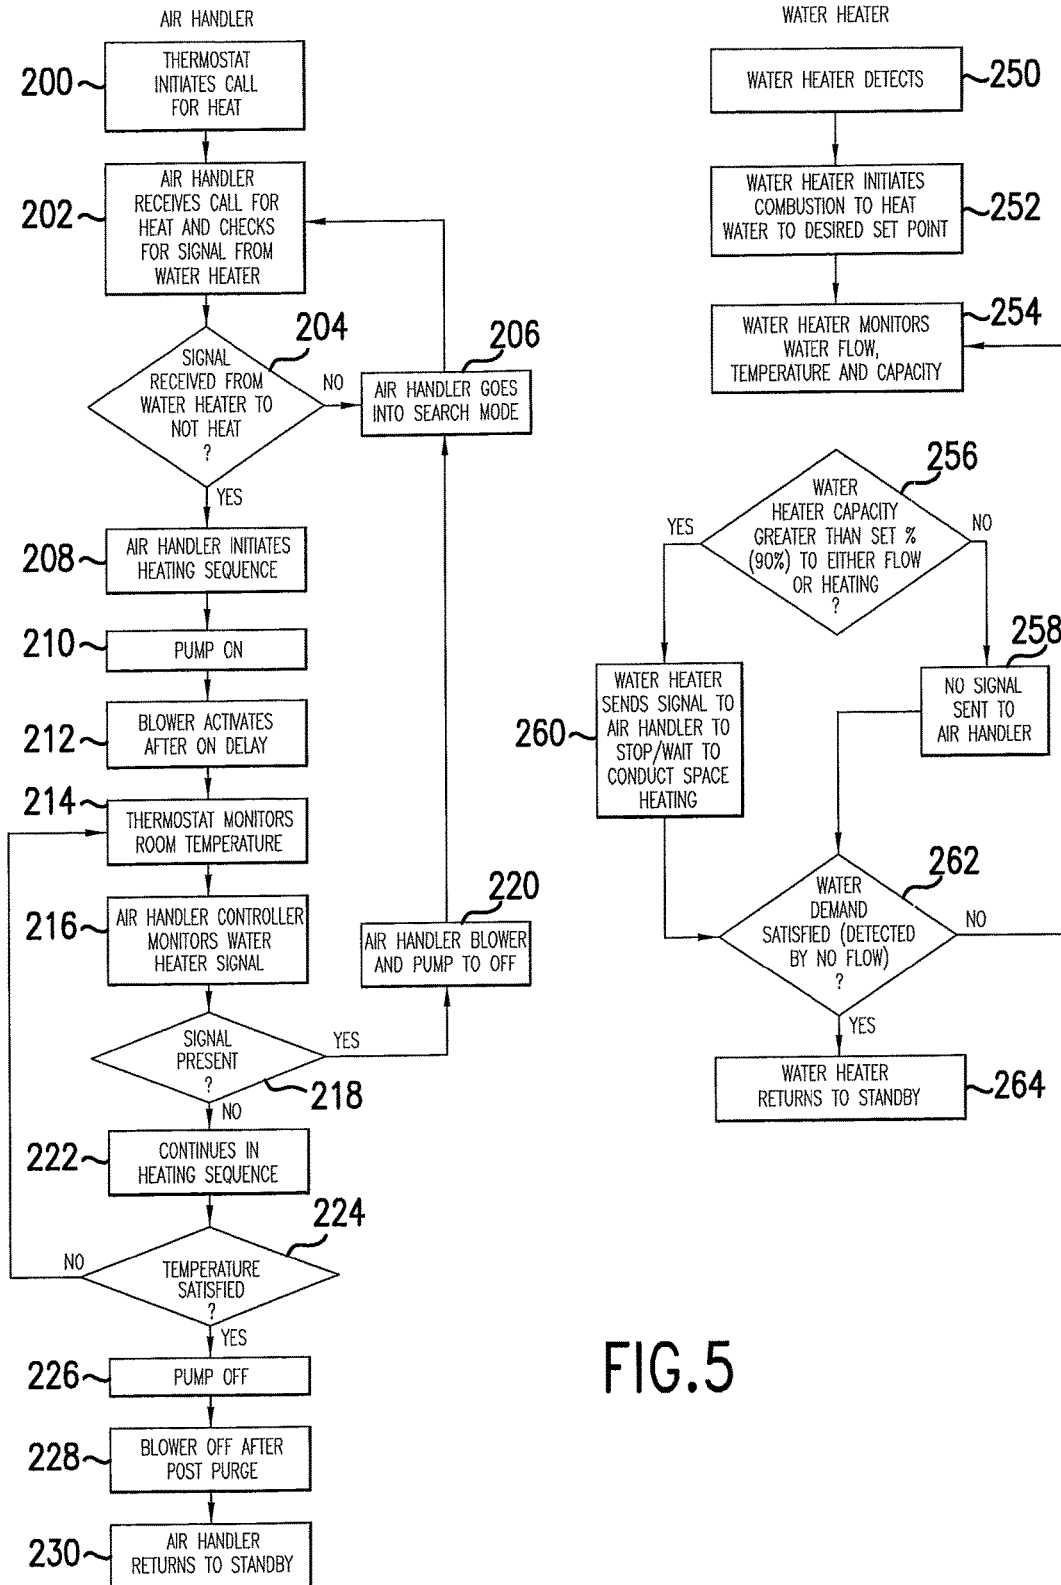 AIR HANDLER
200
THERMOSTAT
INITIATES CALL
FOR HEAT
202
AIR HANDLER
RECEIVES CALL FOR
HEAT AND CHECKS
FOR SIGNAL FROM
WATER HEATER
204
SIGNAL
RECEIVED FROM
WATER HEATER TO
NOT HEAT
?
NO
YES
206
AIR HANDLER GOES
INTO SEARCH MODE
208
AIR HANDLER INITIATES
HEATING SEQUENCE
210
PUMP ON
212
BLOWER ACTIVATES
AFTER ON DELAY
214
THERMOSTAT MONITORS
ROOM TEMPERATURE
216
AIR HANDLER CONTROLLER
MONITORS WATER
HEATER SIGNAL
218
SIGNAL
PRESENT
?
YES
NO
220
AIR HANDLER BLOWER
AND PUMP TO OFF
222
CONTINUES IN
HEATING SEQUENCE
224
TEMPERATURE
SATISFIED
?
NO
YES
226
PUMP OFF
228
BLOWER OFF AFTER
POST PURGE
230
AIR HANDLER
RETURNS TO STANDBY
WATER HEATER
250
WATER HEATER DETECTS
252
WATER HEATER INITIATES
COMBUSTION TO HEAT
WATER TO DESIRED SET POINT
254
WATER HEATER MONITORS
WATER FLOW,
TEMPERATURE AND CAPACITY
256
WATER
HEATER CAPACITY
GREATER THAN SET %
(90%) TO EITHER FLOW
OR HEATING
?
YES
NO
258
NO SIGNAL
SENT TO
AIR HANDLER
260
WATER HEATER
SENDS SIGNAL TO
AIR HANDLER TO
STOP/WAIT TO
CONDUCT SPACE
HEATING
262
WATER
DEMAND
SATISFIED (DETECTED
BY NO FLOW)
?
NO
YES
264
WATER HEATER
RETURNS TO STANDBY
FIG.5